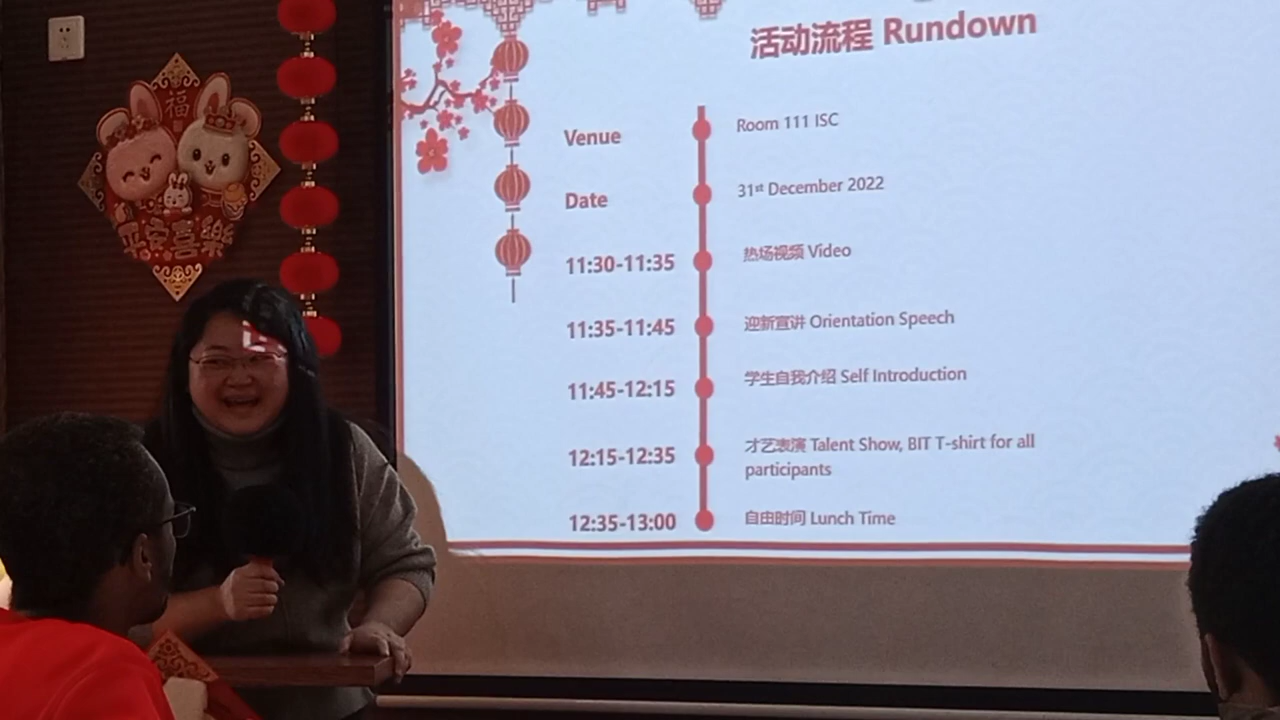 活动流程 Rundown
Venue
Room 111 ISC
Date
31st December 2022
11:30-11:35
热场视频 Video
11:35-11:45
迎新宣讲 Orientation Speech
11:45-12:15
学生自我介绍 Self Introduction
12:15-12:35
才艺表演 Talent Show, BIT T-shirt for all
participants
12:35-13:00
自由时间 Lunch Time
福
平安喜樂